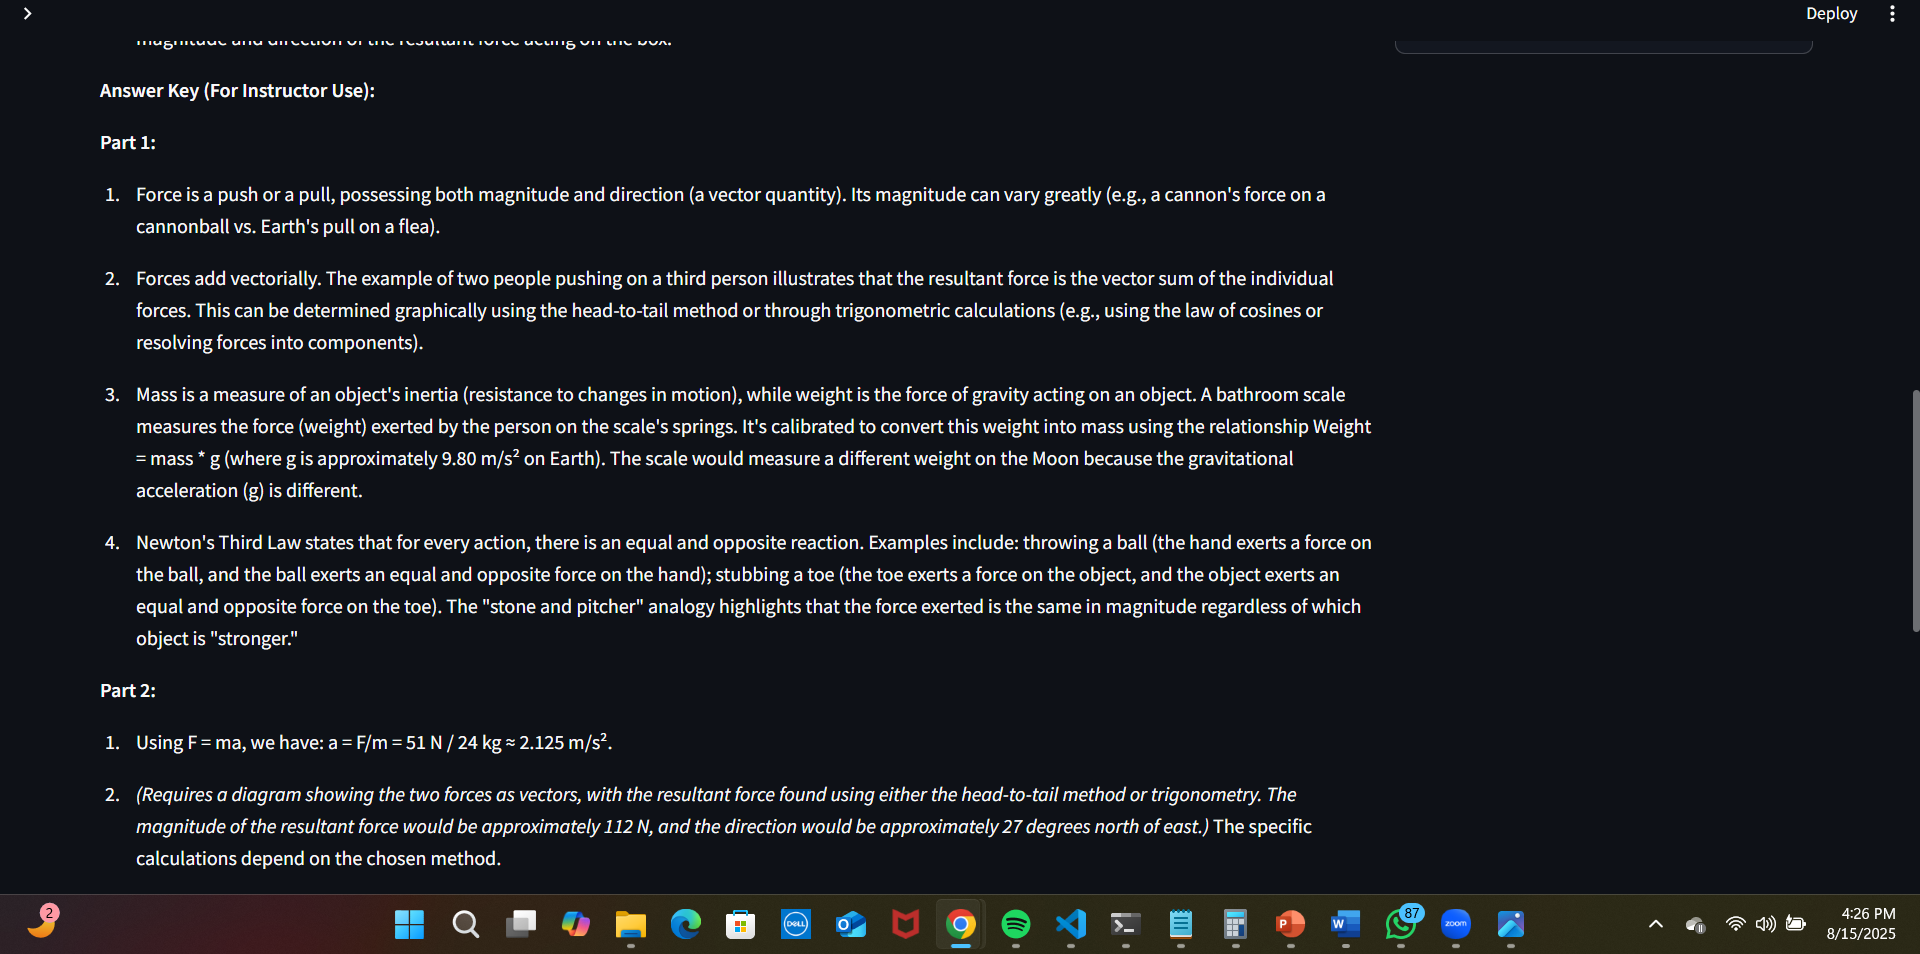 Deploy
magnitude and direction of the resultant force acting on the box.
Answer Key (For Instructor Use):
Part 1:
1. Force is a push or a pull, possessing both magnitude and direction (a vector quantity). Its magnitude can vary greatly (e.g., a cannon's force on a
cannonball vs. Earth's pull on a flea).
2. Forces add vectorially. The example of two people pushing on a third person illustrates that the resultant force is the vector sum of the individual
forces. This can be determined graphically using the head-to-tail method or through trigonometric calculations (e.g., using the law of cosines or
resolving forces into components).
3. Mass is a measure of an object's inertia (resistance to changes in motion), while weight is the force of gravity acting on an object. A bathroom scale
measures the force (weight) exerted by the person on the scale's springs. It's calibrated to convert this weight into mass using the relationship Weight
= mass * g (where g is approximately 9.80 m/s² on Earth). The scale would measure a different weight on the Moon because the gravitational
acceleration (g) is different.
4. Newton's Third Law states that for every action, there is an equal and opposite reaction. Examples include: throwing a ball (the hand exerts a force on
the ball, and the ball exerts an equal and opposite force on the hand); stubbing a toe (the toe exerts a force on the object, and the object exerts an
equal and opposite force on the toe). The "stone and pitcher" analogy highlights that the force exerted is the same in magnitude regardless of which
object is "stronger."
Part 2:
1. Using F = ma, we have: a = F/m = 51 N / 24 kg ≈ 2.125 m/s².
2. (Requires a diagram showing the two forces as vectors, with the resultant force found using either the head-to-tail method or trigonometry. The
magnitude of the resultant force would be approximately 112 N, and the direction would be approximately 27 degrees north of east.) The specific
calculations depend on the chosen method.
2
DELL
O
P
W
87
zoom
4:26 PM
8/15/2025